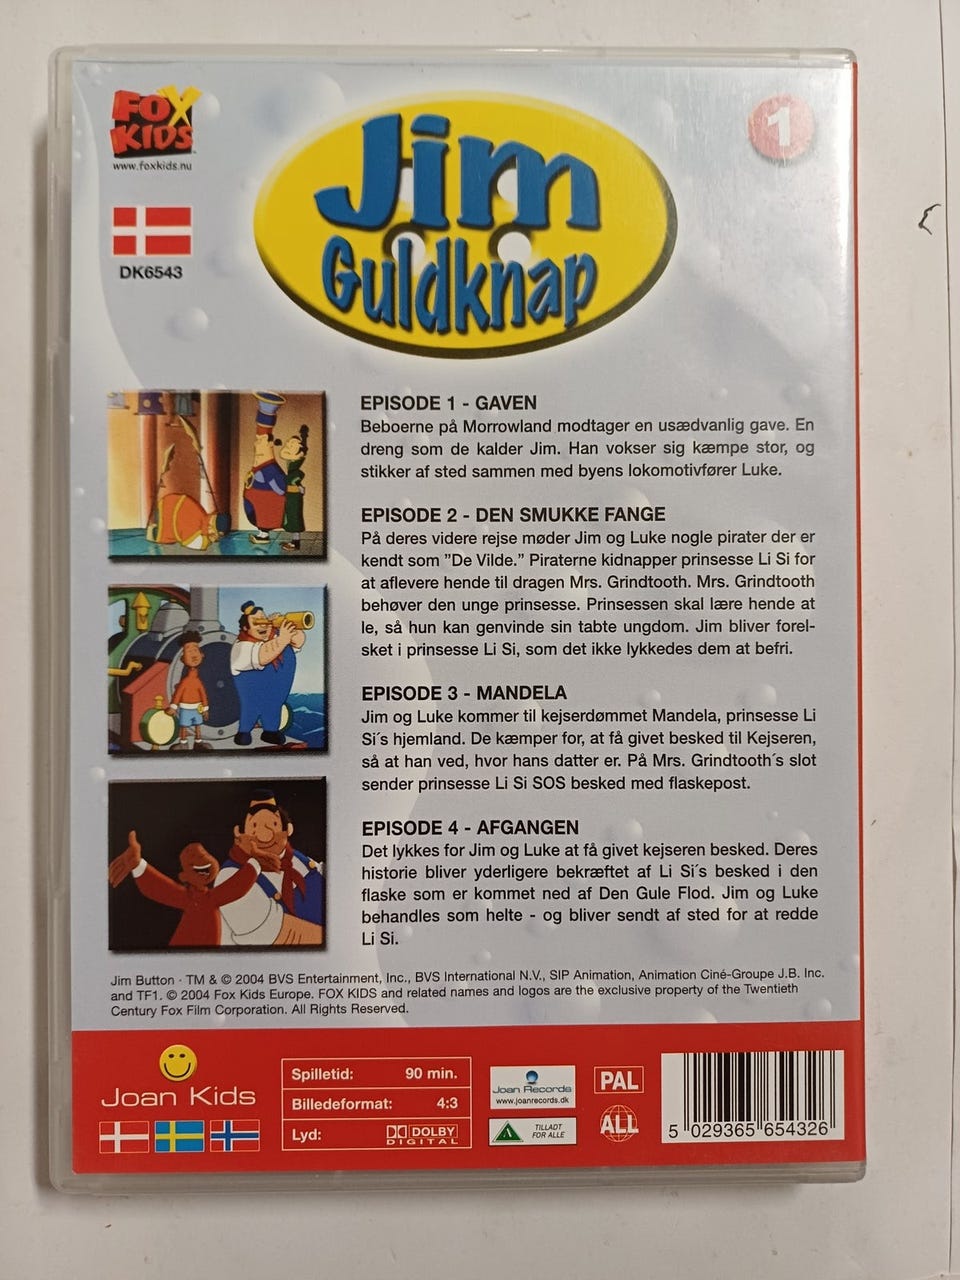 FOX
KIDS
www.foxkids.nu
1
Jim
Guldknap
DK6543
EPISODE 1 - GAVEN
Beboerne på Morrowland modtager en usædvanlig gave. En
dreng som de kalder Jim. Han vokser sig kæmpe stor, og
stikker af sted sammen med byens lokomotivfører Luke.
EPISODE 2 - DEN SMUKKE FANGE
På deres videre rejse møder Jim og Luke nogle pirater der er
kendt som ”De Vilde.” Piraterne kidnapper prinsesse Li Si for
at aflevere hende til dragen Mrs. Grindtooth. Mrs. Grindtooth
behøver den unge prinsesse. Prinsessen skal lære hende at
le, så hun kan genvinde sin tabte ungdom. Jim bliver forel-
sket i prinsesse Li Si, som det ikke lykkedes dem at befri.
EPISODE 3 - MANDELA
Jim og Luke kommer til kejserdømmet Mandela, prinsesse Li
Si´s hjemland. De kæmper for, at få givet besked til Kejseren,
så at han ved, hvor hans datter er. På Mrs. Grindtooth´s slot
sender prinsesse Li Si SOS besked med flaskepost.
EPISODE 4 - AFGANGEN
Det lykkes for Jim og Luke at få givet kejseren besked. Deres
historie bliver yderligere bekræftet af Li Si´s besked i den
flaske som er kommet ned af Den Gule Flod. Jim og Luke
behandles som helte - og bliver sendt af sted for at redde
Li Si.
Jim Button · TM & © 2004 BVS Entertainment, Inc., BVS International N.V., SIP Animation, Animation Ciné-Groupe J.B. Inc.
and TF1. © 2004 Fox Kids Europe. FOX KIDS and related names and logos are the exclusive property of the Twentieth
Century Fox Film Corporation. All Rights Reserved.
Joan Kids
Spilletid: 90 min.
Billedeformat: 4:3
Lyd: DOLBY
DIGITAL
Joan Records
www.joanrecords.dk
A TILLADT
FOR ALLE
PAL
ALL
5 029365 654326